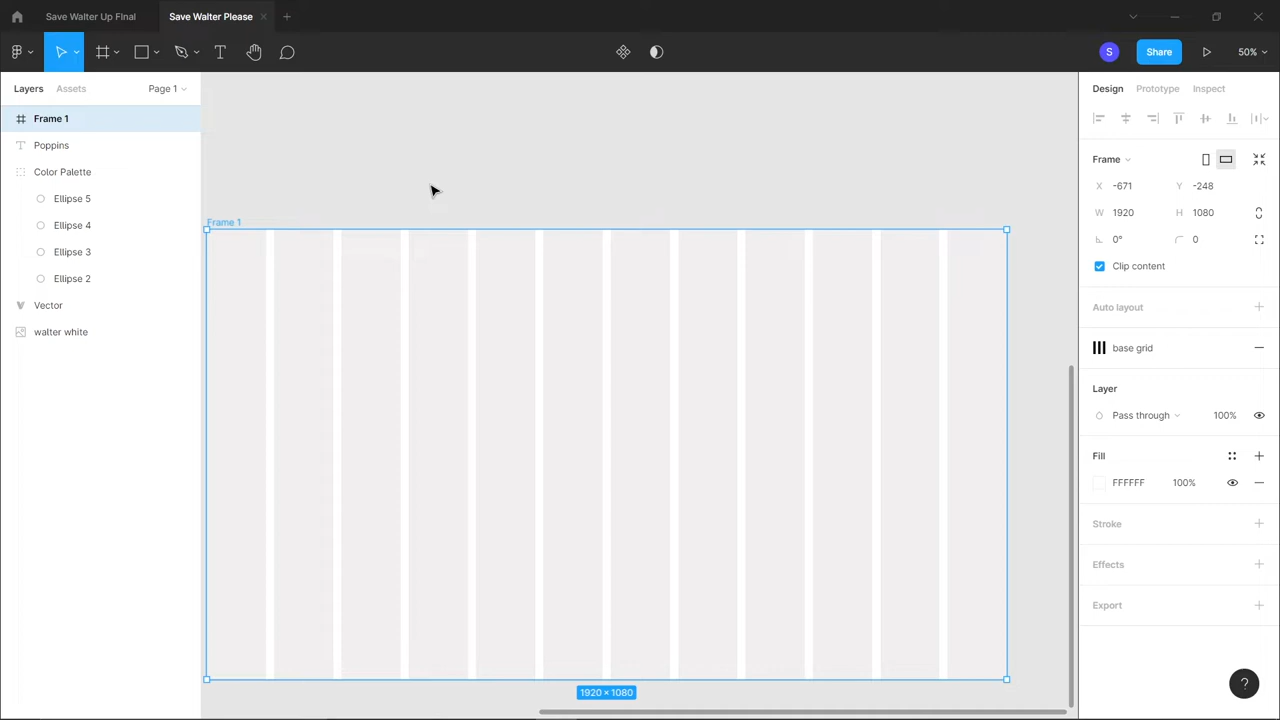 Save Walter Up FInal
Save Walter Please
S
Share
50%
Layers
Assets
Page 1
Design
Prototype
Inspect
Frame 1
Poppins
Color Palette
Ellipse 5
Ellipse 4
Ellipse 3
Ellipse 2
Vector
walter white
Frame 1
1920 × 1080
Frame
X -671 Y -248
W 1920 H 1080
0° 0
Clip content
Auto layout
base grid
Layer
Pass through 100%
Fill
FFFFFF 100%
Stroke
Effects
Export
?